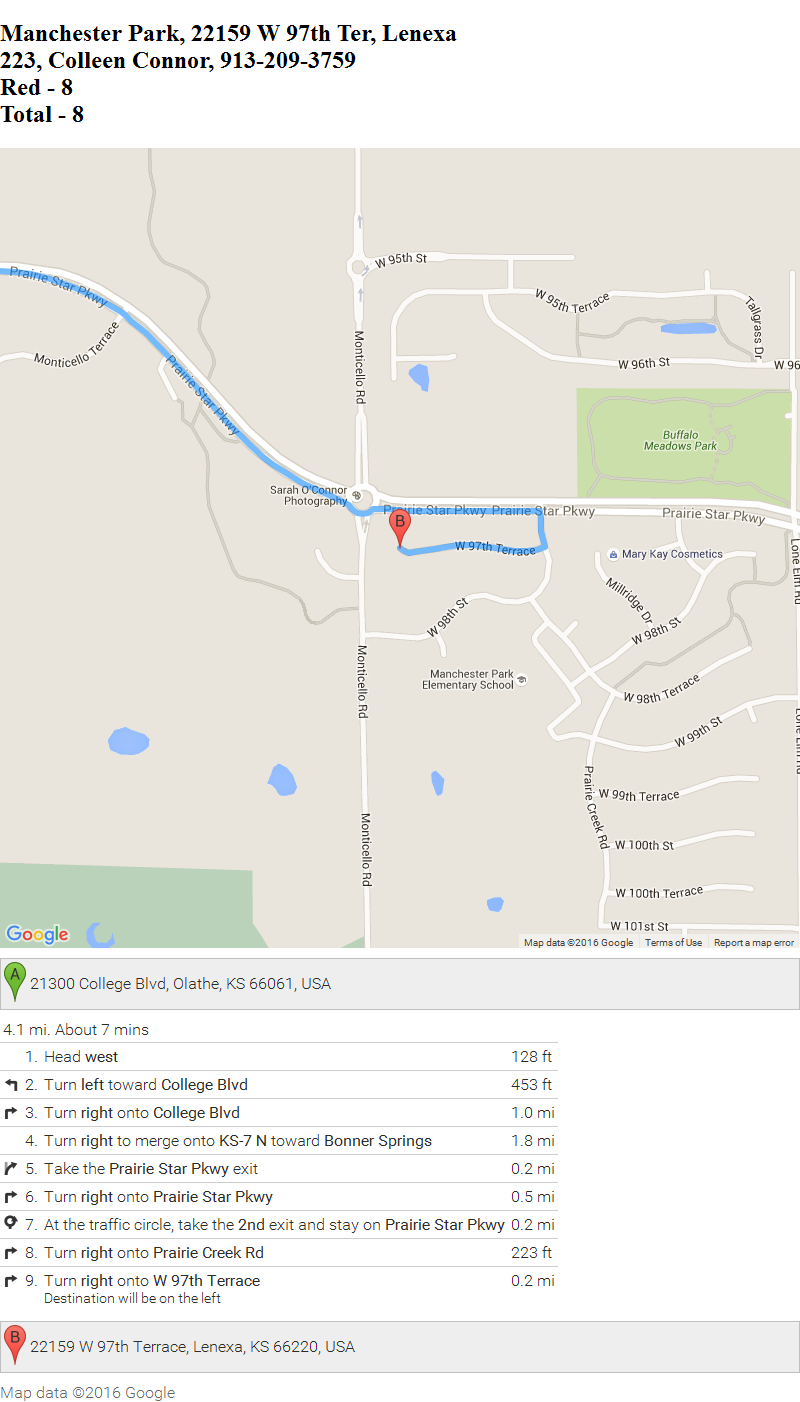 Manchester Park, 22159 W 97th Ter, Lenexa
223, Colleen Connor, 913-209-3759
Red - 8
Total - 8
W 95th St
Prairie Star Pkwy
W 95th Terrace
Tallgrass Dr
Monticello Terrace
Monticello Rd
W 96th St
W 96
Prairie Star Pkwy
Buffalo
Meadows Park
Sarah O'Connor
Photography
Prairie Star Pkwy
Prairie Star Pkwy
Prairie Star Pkwy
B
W 97th Terrace
Mary Kay Cosmetics
Lone Elm Rd
Millridge Dr
W 98th St
W 98th St
Monticello Rd
Manchester Park
Elementary School
W 98th Terrace
W 99th St
Lone Elm Rd
Prairie Creek Rd
W 99th Terrace
Monticello Rd
W 100th St
W 100th Terrace
W 101st St
Google
Map data ©2016 Google Terms of Use Report a map error
A 21300 College Blvd, Olathe, KS 66061, USA
4.1 mi. About 7 mins
1. Head west 128 ft
2. Turn left toward College Blvd 453 ft
3. Turn right onto College Blvd 1.0 mi
4. Turn right to merge onto KS-7 N toward Bonner Springs 1.8 mi
5. Take the Prairie Star Pkwy exit 0.2 mi
6. Turn right onto Prairie Star Pkwy 0.5 mi
7. At the traffic circle, take the 2nd exit and stay on Prairie Star Pkwy 0.2 mi
8. Turn right onto Prairie Creek Rd 223 ft
9. Turn right onto W 97th Terrace 0.2 mi
Destination will be on the left
B 22159 W 97th Terrace, Lenexa, KS 66220, USA
Map data ©2016 Google